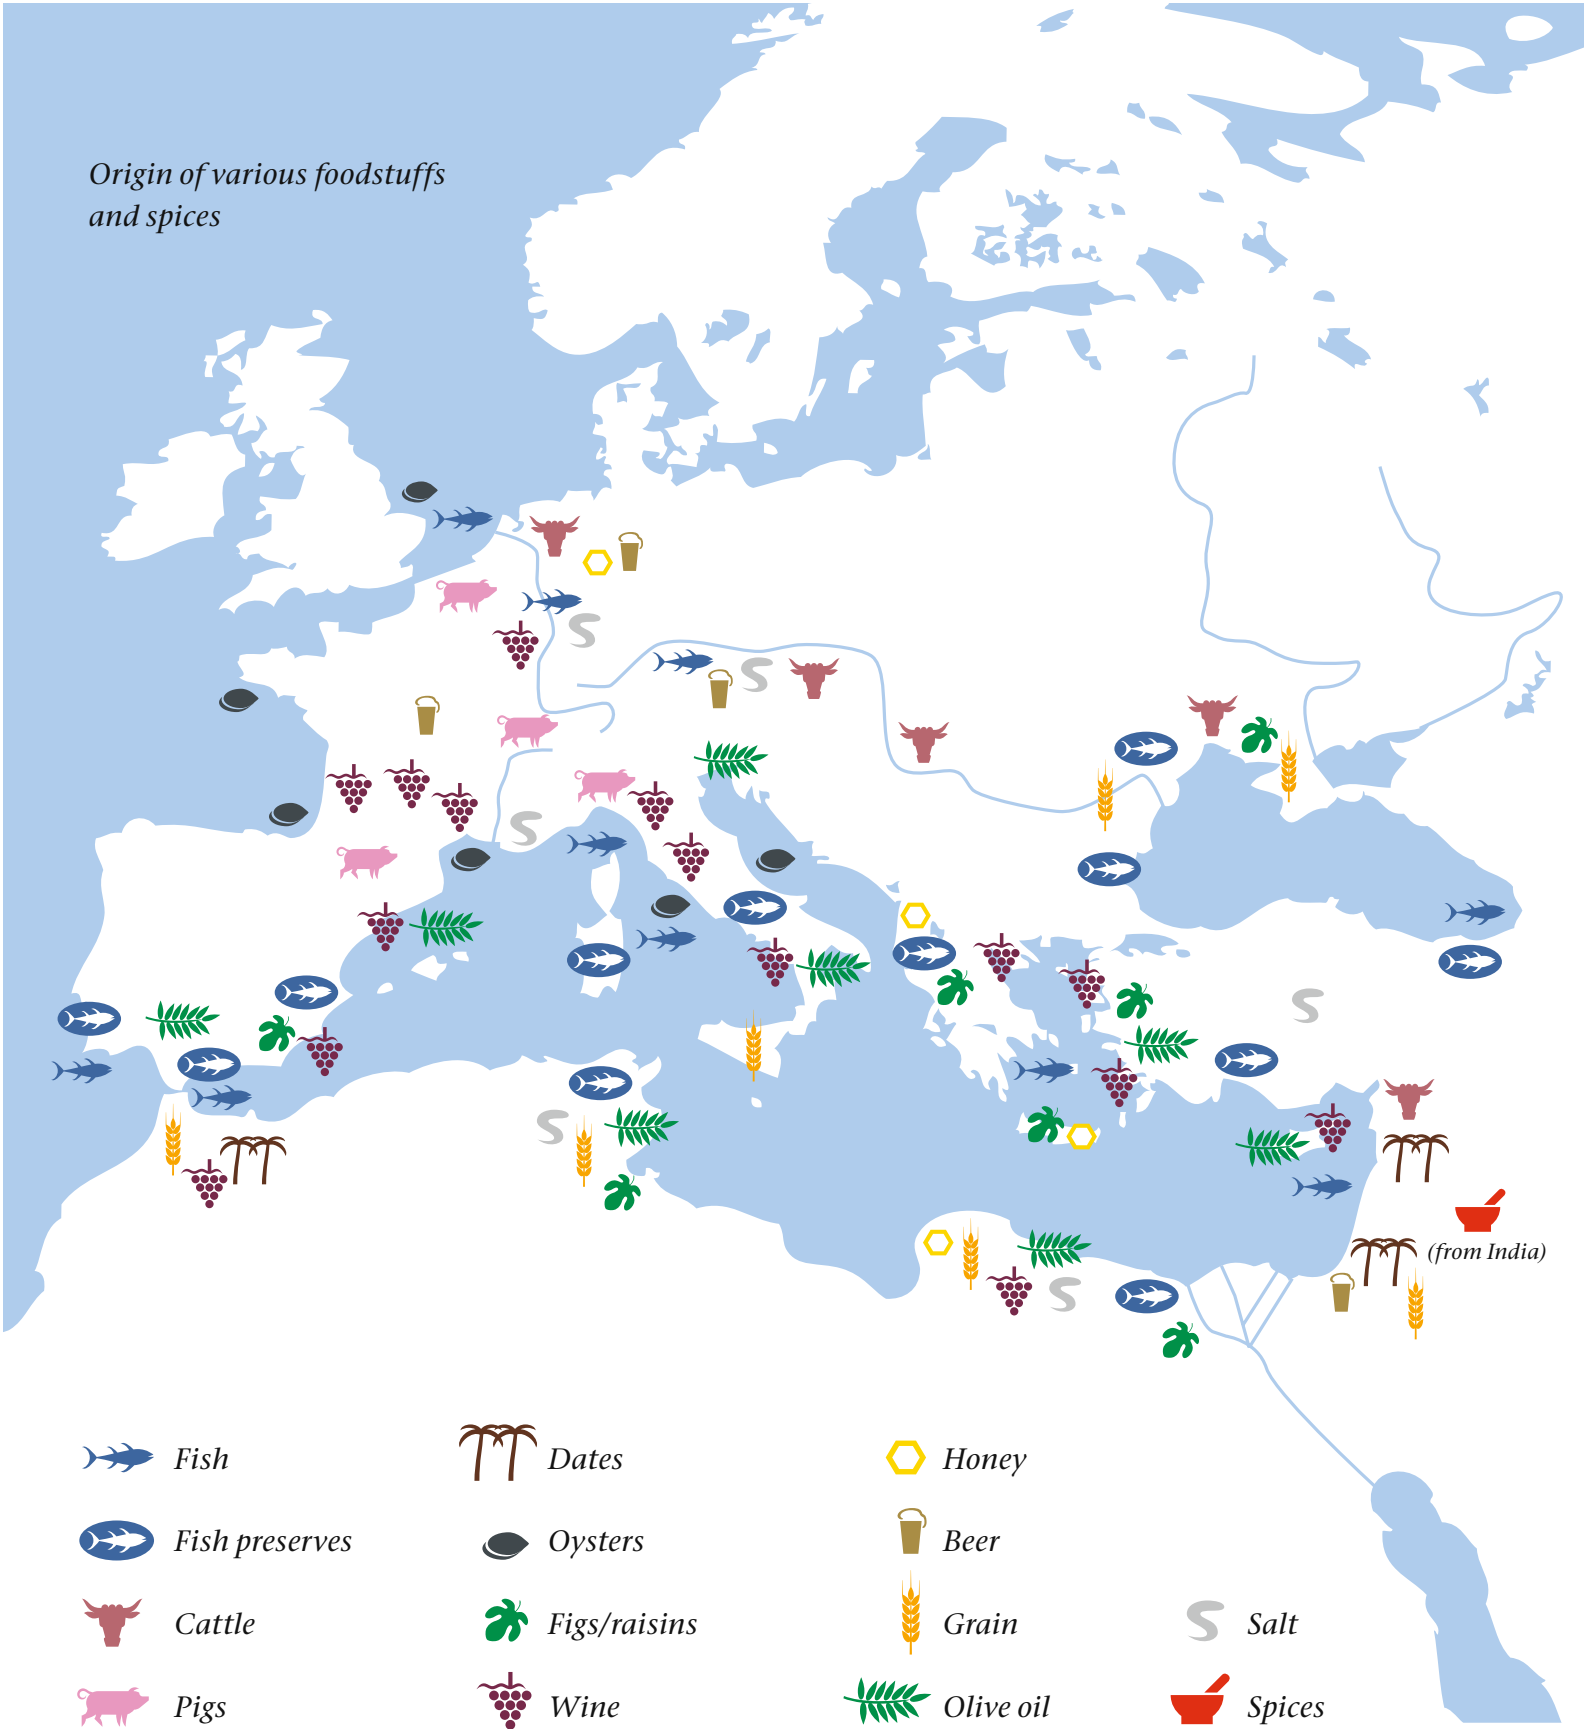 Origin of various foodstuffs
and spices
(from India)
Fish
Dates
Honey
Fish preserves
Oysters
Beer
Cattle
Figs/raisins
Grain
Salt
Pigs
Wine
Olive oil
Spices